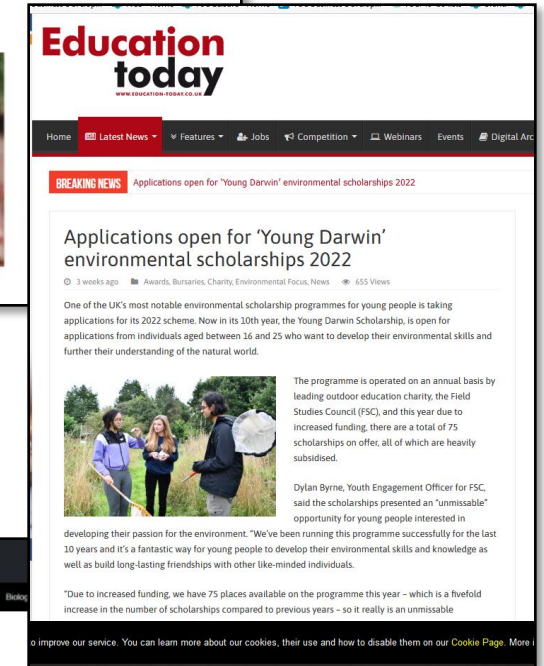 Education
today
WWW.EDUCATION-TODAY.CO.UK
Home Latest News Features Jobs Competition Webinars Events Digital Arc
BREAKING NEWS Applications open for 'Young Darwin' environmental scholarships 2022
Applications open for ‘Young Darwin’
environmental scholarships 2022
3 weeks ago Awards, Bursaries, Charity, Environmental Focus, News 655 Views
One of the UK's most notable environmental scholarship programmes for young people is taking
applications for its 2022 scheme. Now in its 10th year, the Young Darwin Scholarship, is open for
applications from individuals aged between 16 and 25 who want to develop their environmental skills and
further their understanding of the natural world.
The programme is operated on an annual basis by
leading outdoor education charity, the Field
Studies Council (FSC), and this year due to
increased funding, there are a total of 75
scholarships on offer, all of which are heavily
subsidised.
Dylan Byrne, Youth Engagement Officer for FSC,
said the scholarships presented an “unmissable”
opportunity for young people interested in
developing their passion for the environment. “We've been running this programme successfully for the last
10 years and it's a fantastic way for young people to develop their environmental skills and knowledge as
well as build long-lasting friendships with other like-minded individuals.
“Due to increased funding, we have 75 places available on the programme this year – which is a fivefold
increase in the number of scholarships compared to previous years – so it really is an unmissable
Biolog
o improve our service. You can learn more about our cookies, their use and how to disable them on our Cookie Page. More i